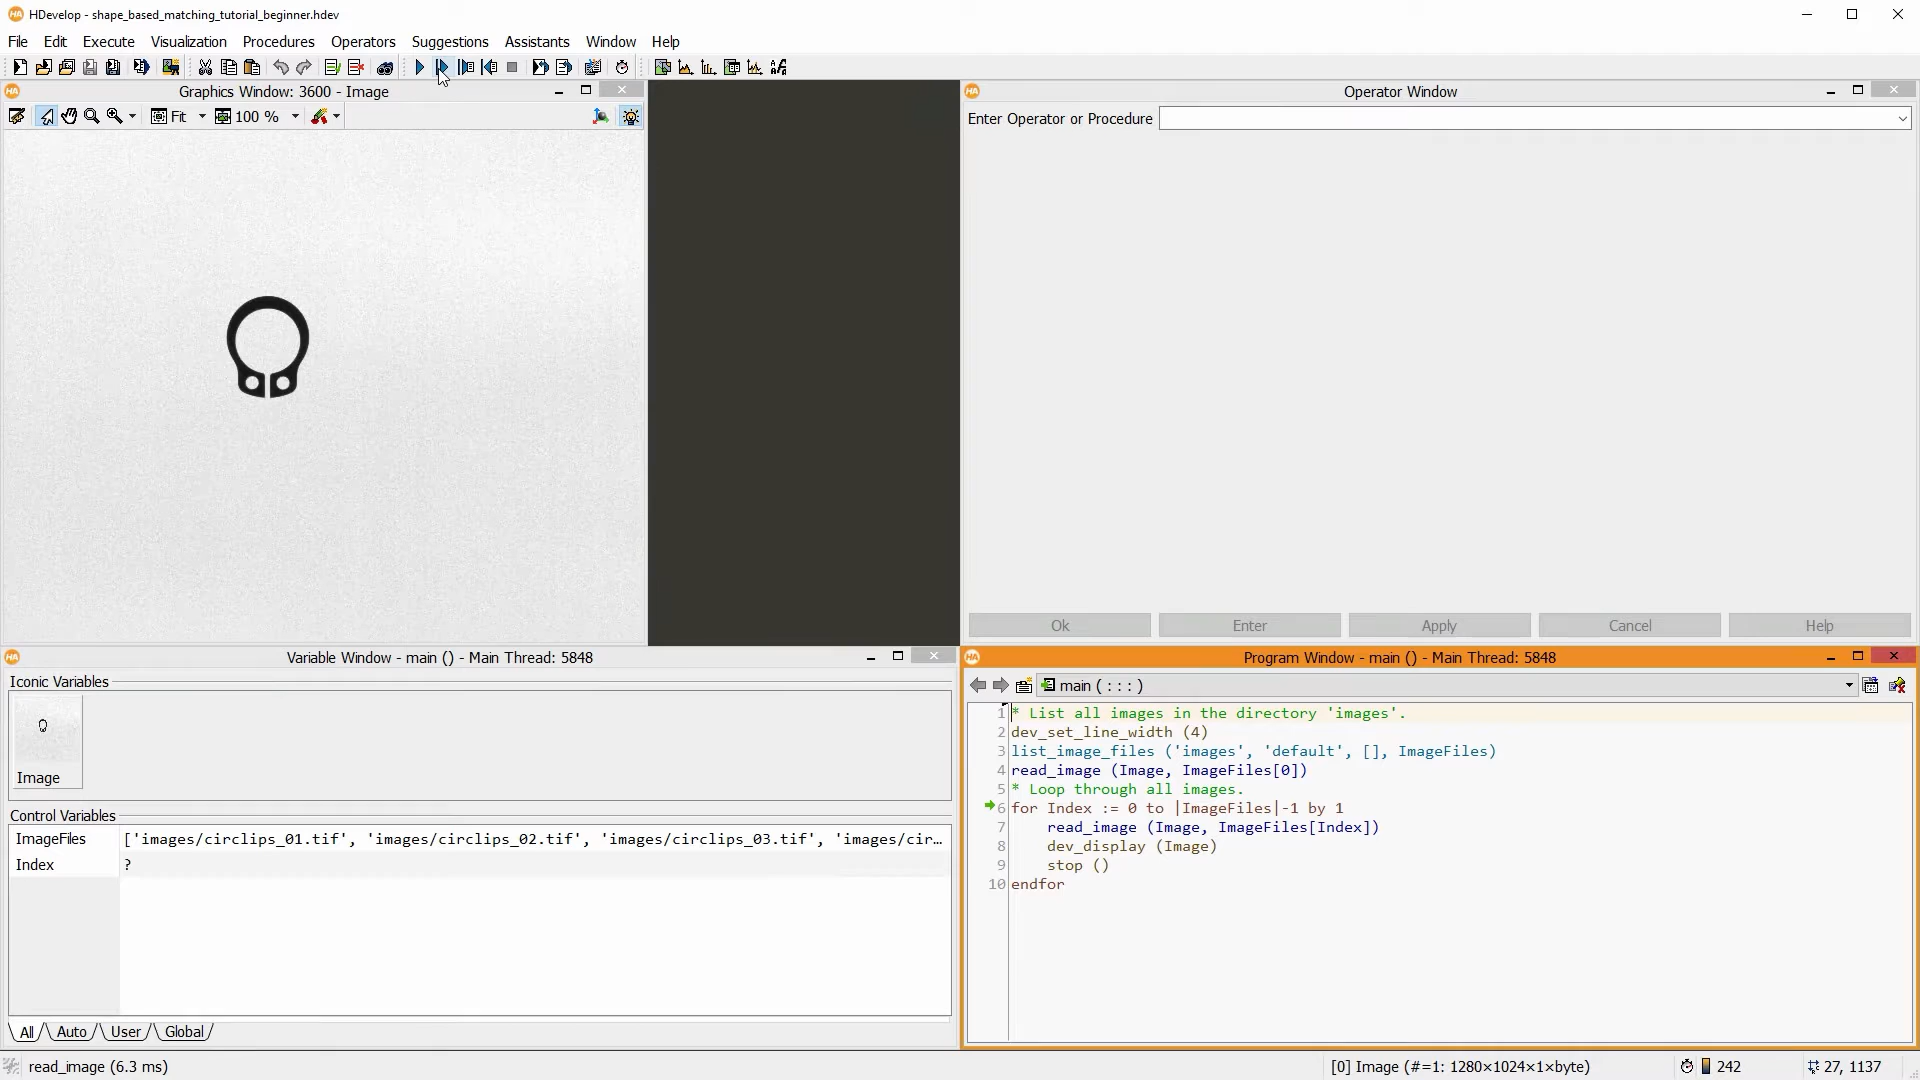 HDevelop - shape_based_matching_tutorial_beginner.hdev
File Edit Execute Visualization Procedures Operators Suggestions Assistants Window Help
Graphics Window: 3600 - Image
Fit 100 %
Operator Window
Enter Operator or Procedure
Ok Enter Apply Cancel Help
Variable Window - main () - Main Thread: 5848
Iconic Variables
Image
Control Variables
ImageFiles ['images/circlips_01.tif', 'images/circlips_02.tif', 'images/circlips_03.tif', 'images/cir...
Index ?
All Auto User Global
Program Window - main () - Main Thread: 5848
main ( : : : )
1 * List all images in the directory 'images'.
2 dev_set_line_width (4)
3 list_image_files ('images', 'default', [], ImageFiles)
4 read_image (Image, ImageFiles[0])
5 * Loop through all images.
6 for Index := 0 to |ImageFiles|-1 by 1
7 read_image (Image, ImageFiles[Index])
8 dev_display (Image)
9 stop ()
10 endfor
read_image (6.3 ms)
[0] Image (#=1: 1280×1024×1×byte) 242 27, 1137